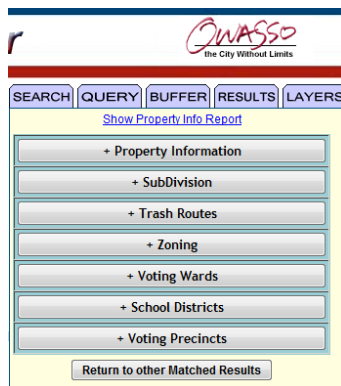 r
Owasso
the City Without Limits
SEARCH QUERY BUFFER RESULTS LAYERS
Show Property Info Report
+ Property Information
+ SubDivision
+ Trash Routes
+ Zoning
+ Voting Wards
+ School Districts
+ Voting Precincts
Return to other Matched Results